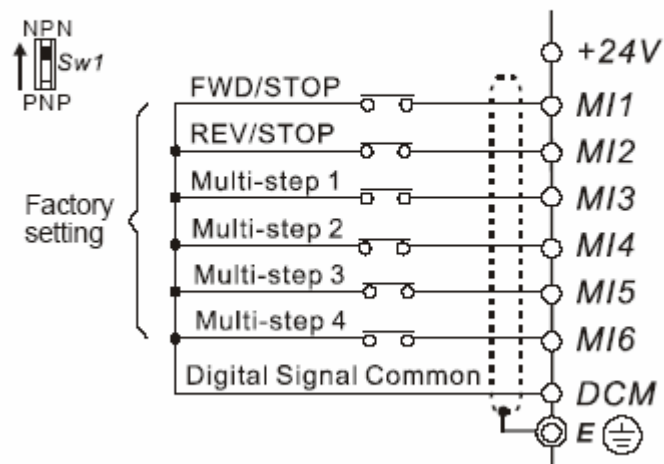 NPN
Sw1
PNP
+24V
FWD/STOP
MI1
REV/STOP
MI2
Multi-step 1
MI3
Factory
setting
Multi-step 2
MI4
Multi-step 3
MI5
Multi-step 4
MI6
Digital Signal Common
DCM
E